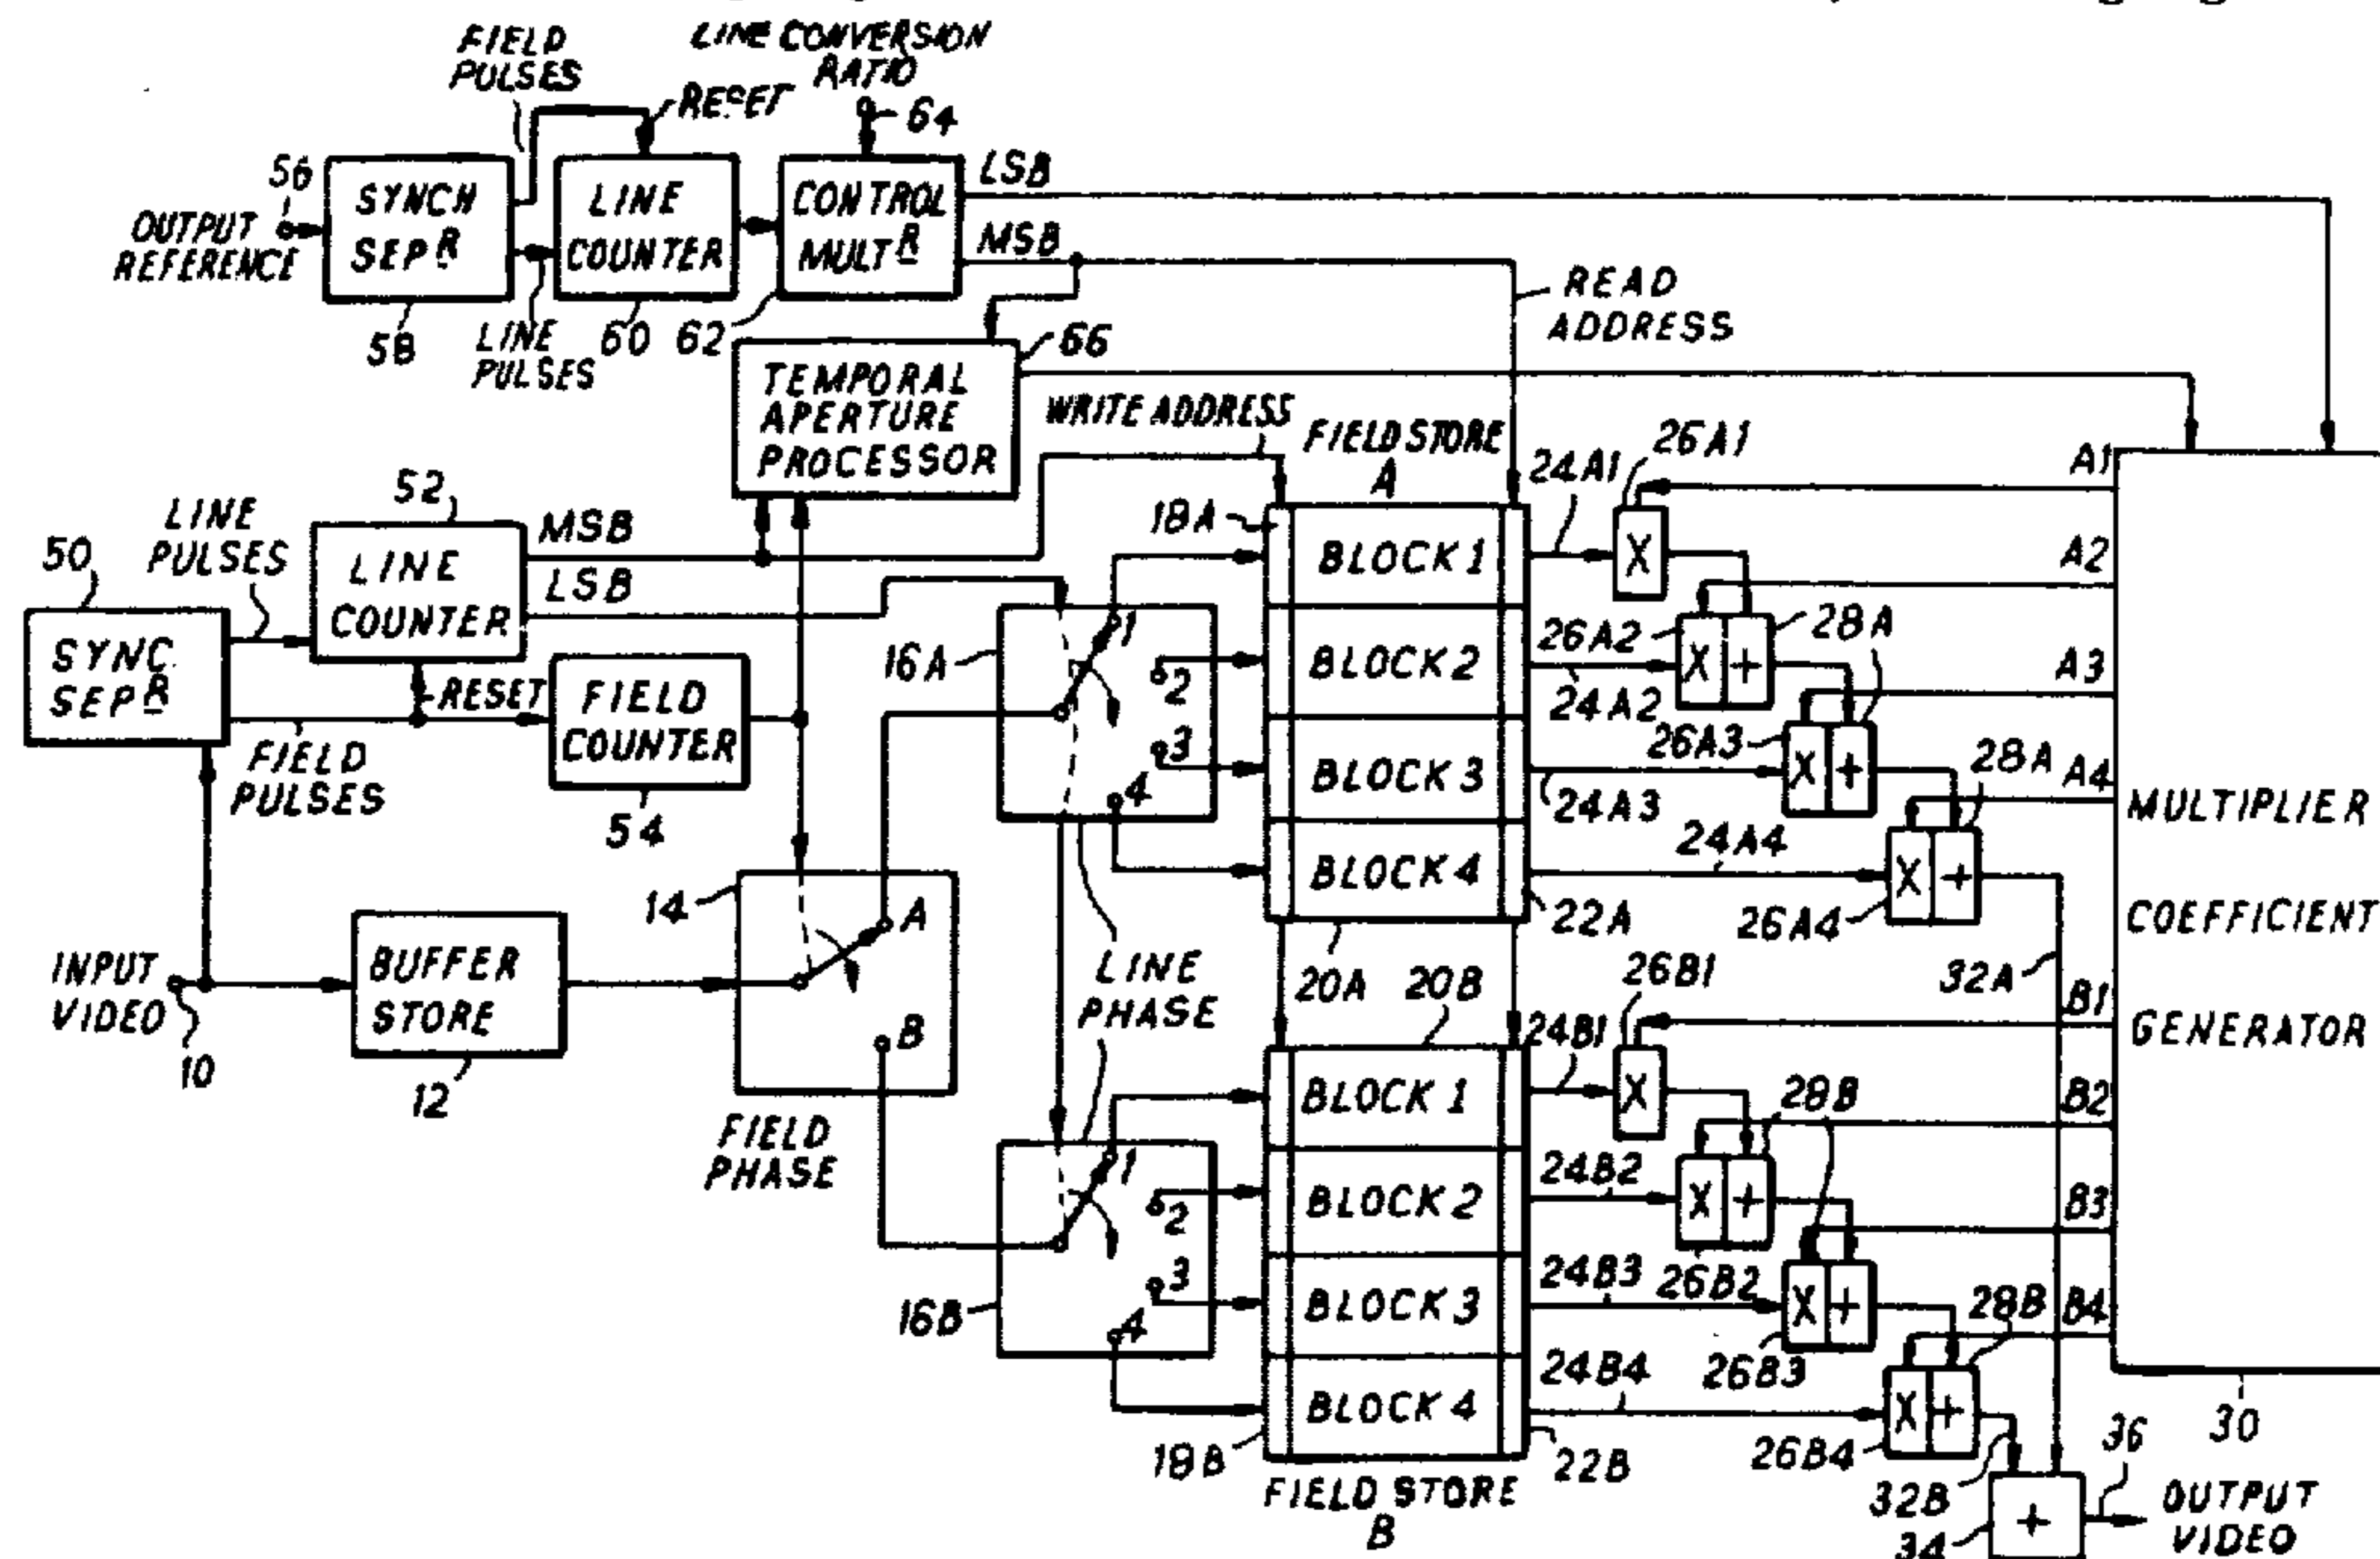 FIELD
PULSES
LINE CONVERSION
RATIO
RESET
64
56
OUTPUT
REFERENCE
SYNCH
SEP R
58
LINE
COUNTER
LINE
PULSES
60
CONTROL
MULT R
62
LSB
MSB
READ
ADDRESS
66
TEMPORAL
APERTURE
PROCESSOR
WRITE ADDRESS
FIELD STORE
A
50
LINE
PULSES
52
LINE
COUNTER
MSB
LSB
SYNC
SEP R
RESET
FIELD
PULSES
FIELD
COUNTER
54
INPUT
VIDEO
10
BUFFER
STORE
12
14
A
B
FIELD
PHASE
16A
1
2
3
4
LINE
PHASE
16B
1
2
3
4
18A
BLOCK 1
BLOCK 2
BLOCK 3
BLOCK 4
22A
20A
20B
BLOCK 1
BLOCK 2
BLOCK 3
BLOCK 4
18B
22B
FIELD STORE
B
24A1
26A1
X
A1
A2
26A2
X +
28A
24A2
A3
26A3
X +
24A3
28A
A4
24A4
X +
26A4
32A
26B1
24B1
X
B1
B2
28B
24B2
X +
26B2
B3
24B3
X +
26B3
28B
B4
24B4
X +
26B4
32B
34
+
36
OUTPUT
VIDEO
MULTIPLIER
COEFFICIENT
GENERATOR
30